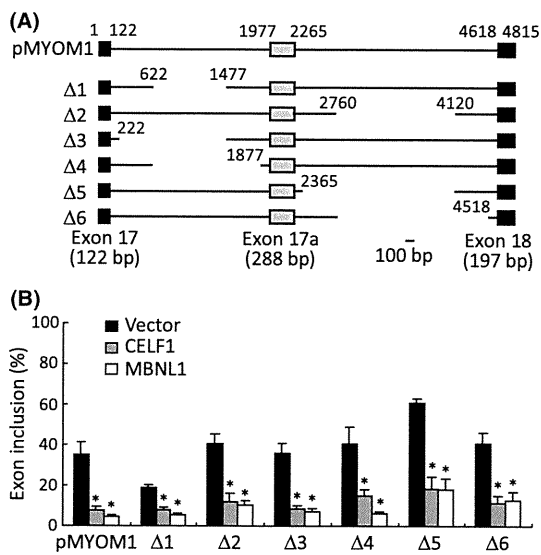 (A)
1 122 1977 2265 4618 4815
pMYOM1
622 1477
Δ1
2760 4120
Δ2
222
Δ3
1877
Δ4
2365
Δ5
4518
Δ6
Exon 17 Exon 17a Exon 18
(122 bp) (288 bp) 100 bp (197 bp)
(B)
100
80
60
40
20
0
Exon inclusion (%)
Vector
CELF1
MBNL1
* * * * * * * * * * * * * *
pMYOM1 Δ1 Δ2 Δ3 Δ4 Δ5 Δ6